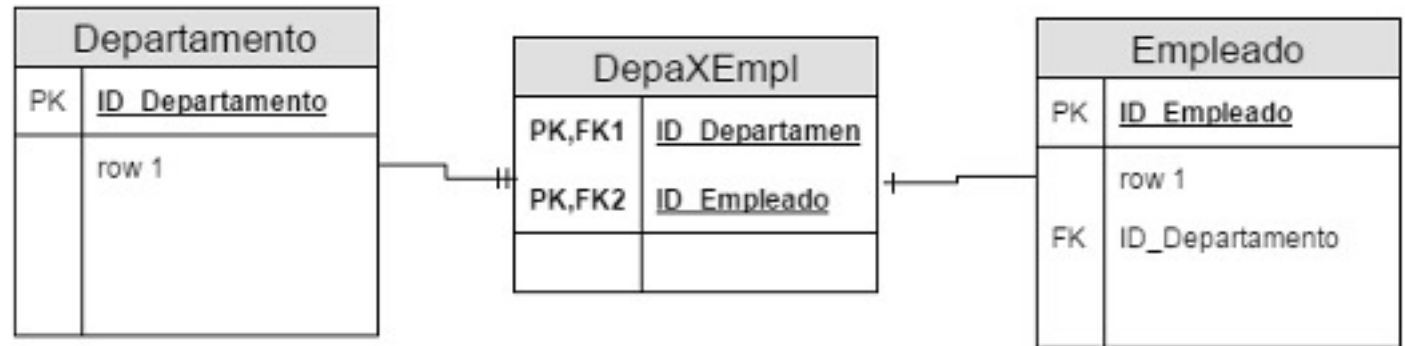 Departamento
PK ID_Departamento
row 1
DepaXEmpl
PK,FK1 ID_Departamen
PK,FK2 ID_Empleado
Empleado
PK ID_Empleado
row 1
FK ID_Departamento